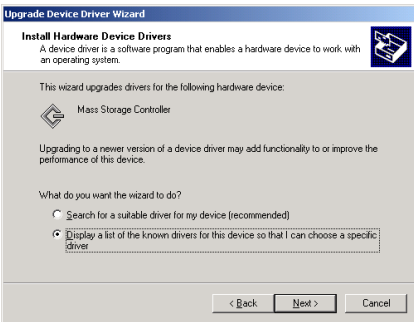 Upgrade Device Driver Wizard
Install Hardware Device Drivers
A device driver is a software program that enables a hardware device to work with
an operating system.
This wizard upgrades drivers for the following hardware device:
Mass Storage Controller
Upgrading to a newer version of a device driver may add functionality to or improve the
performance of this device.
What do you want the wizard to do?
Search for a suitable driver for my device (recommended)
Display a list of the known drivers for this device so that I can choose a specific
driver
< Back Next > Cancel